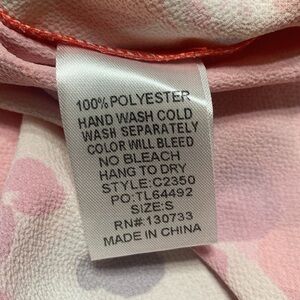 100% POLYESTER
HAND WASH COLD
WASH SEPARATELY
COLOR WILL BLEED
NO BLEACH
HANG TO DRY
STYLE:C2350
PO:TL64492
SIZE:S
RN#:130733
MADE IN CHINA